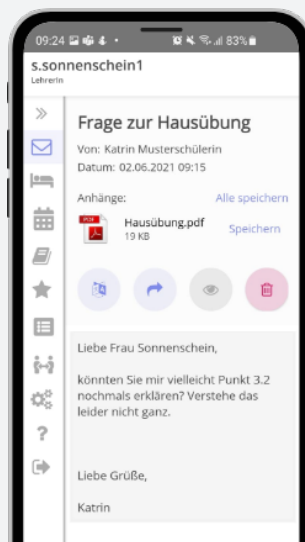 09:24 83%
s.sonnenschein1
LehrerIn
Frage zur Hausübung
Von: Katrin Musterschülerin
Datum: 02.06.2021 09:15
Anhänge: Alle speichern
PDF Hausübung.pdf Speichern
19 KB
Liebe Frau Sonnenschein,
könnten Sie mir vielleicht Punkt 3.2
nochmals erklären? Verstehe das
leider nicht ganz.
Liebe Grüße,
Katrin